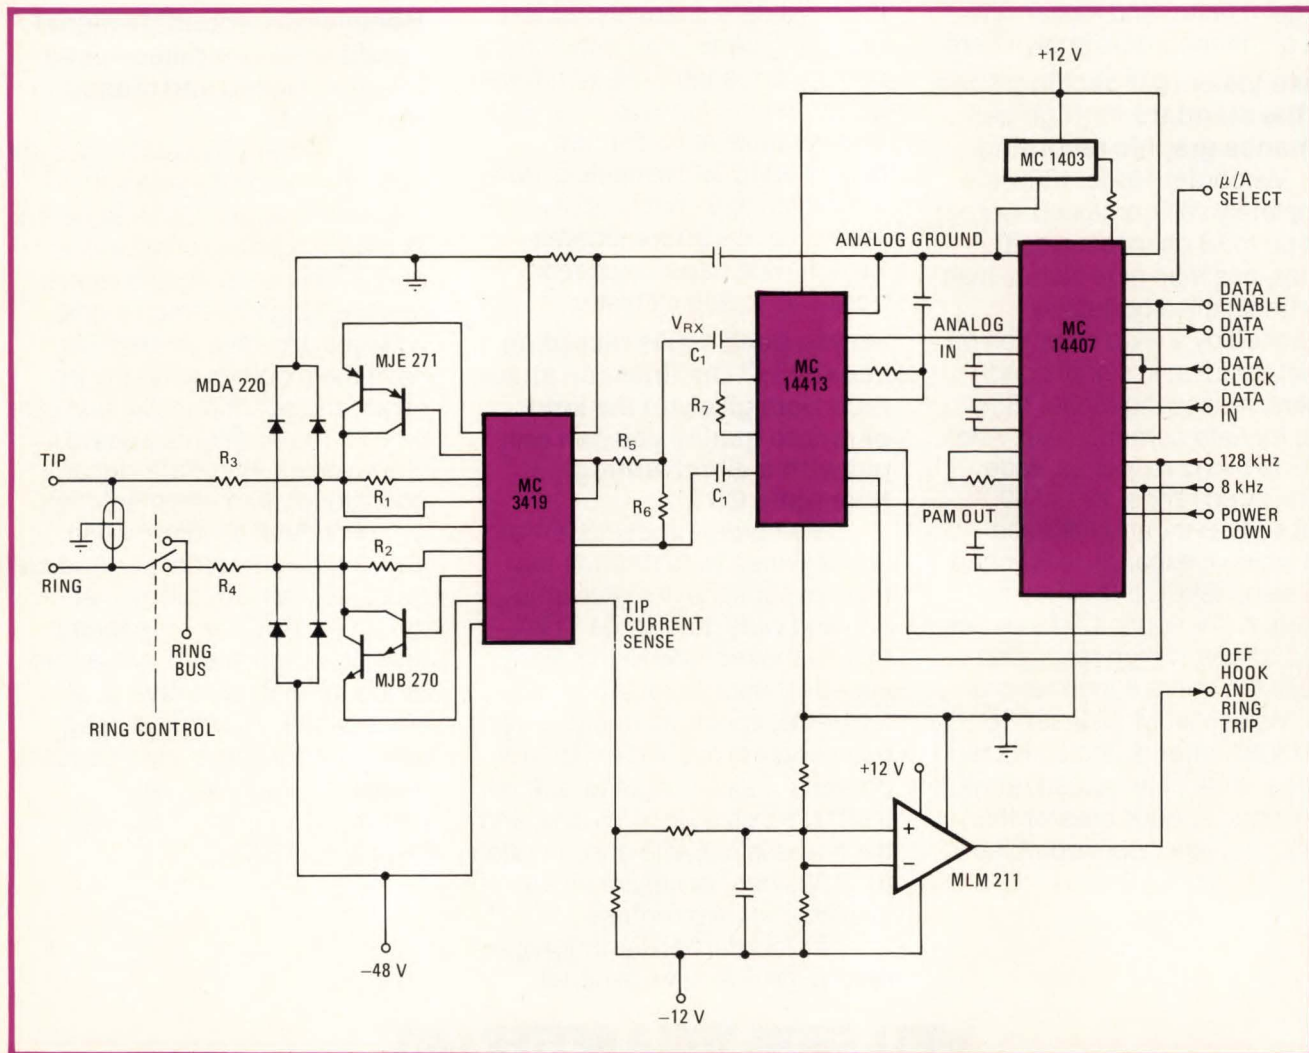 +12 V
MC 1403
μ/A
SELECT
ANALOG GROUND
DATA
ENABLE
DATA
OUT
DATA
CLOCK
DATA
IN
128 kHz
8 kHz
POWER
DOWN
ANALOG
IN
MC
14407
PAM OUT
MC
14413
VRX
C1
R7
R5
R6
C1
MJE 271
MDA 220
MC
3419
TIP
R3
R1
R2
RING
R4
RING
BUS
RING CONTROL
MJB 270
TIP
CURRENT
SENSE
OFF
HOOK
AND
RING
TRIP
+12 V
+
−
MLM 211
−48 V
−12 V